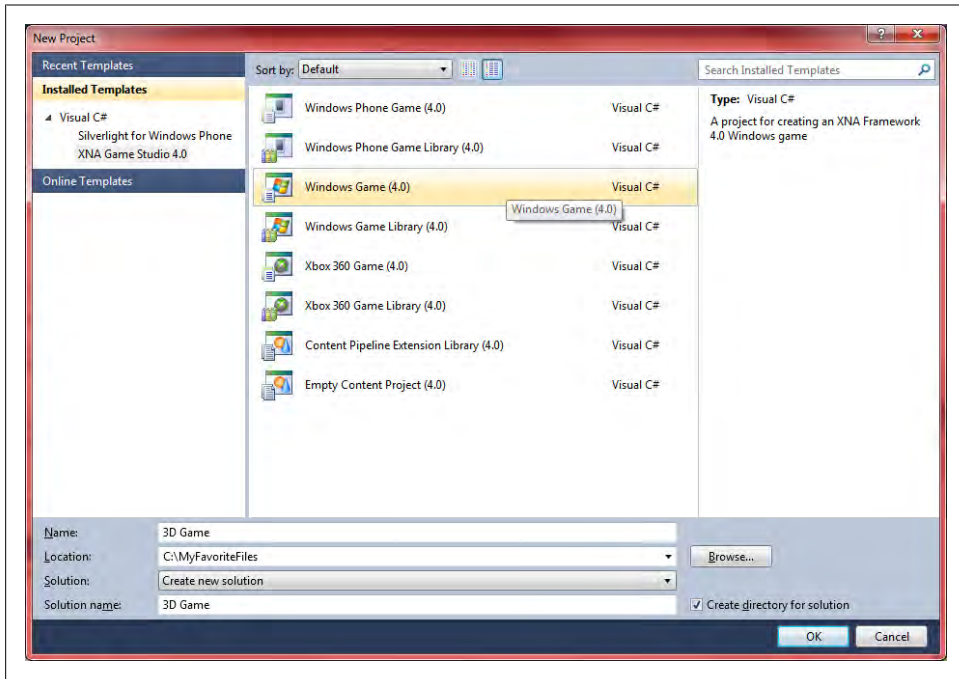 New Project
Recent Templates
Installed Templates
Visual C#
Silverlight for Windows Phone
XNA Game Studio 4.0
Online Templates
Sort by: Default
Search Installed Templates
Windows Phone Game (4.0) Visual C#
Windows Phone Game Library (4.0) Visual C#
Windows Game (4.0) Visual C#
Windows Game (4.0)
Windows Game Library (4.0) Visual C#
Xbox 360 Game (4.0) Visual C#
Xbox 360 Game Library (4.0) Visual C#
Content Pipeline Extension Library (4.0) Visual C#
Empty Content Project (4.0) Visual C#
Type: Visual C#
A project for creating an XNA Framework
4.0 Windows game
Name: 3D Game
Location: C:\MyFavoriteFiles
Browse...
Solution: Create new solution
Solution name: 3D Game
Create directory for solution
OK Cancel